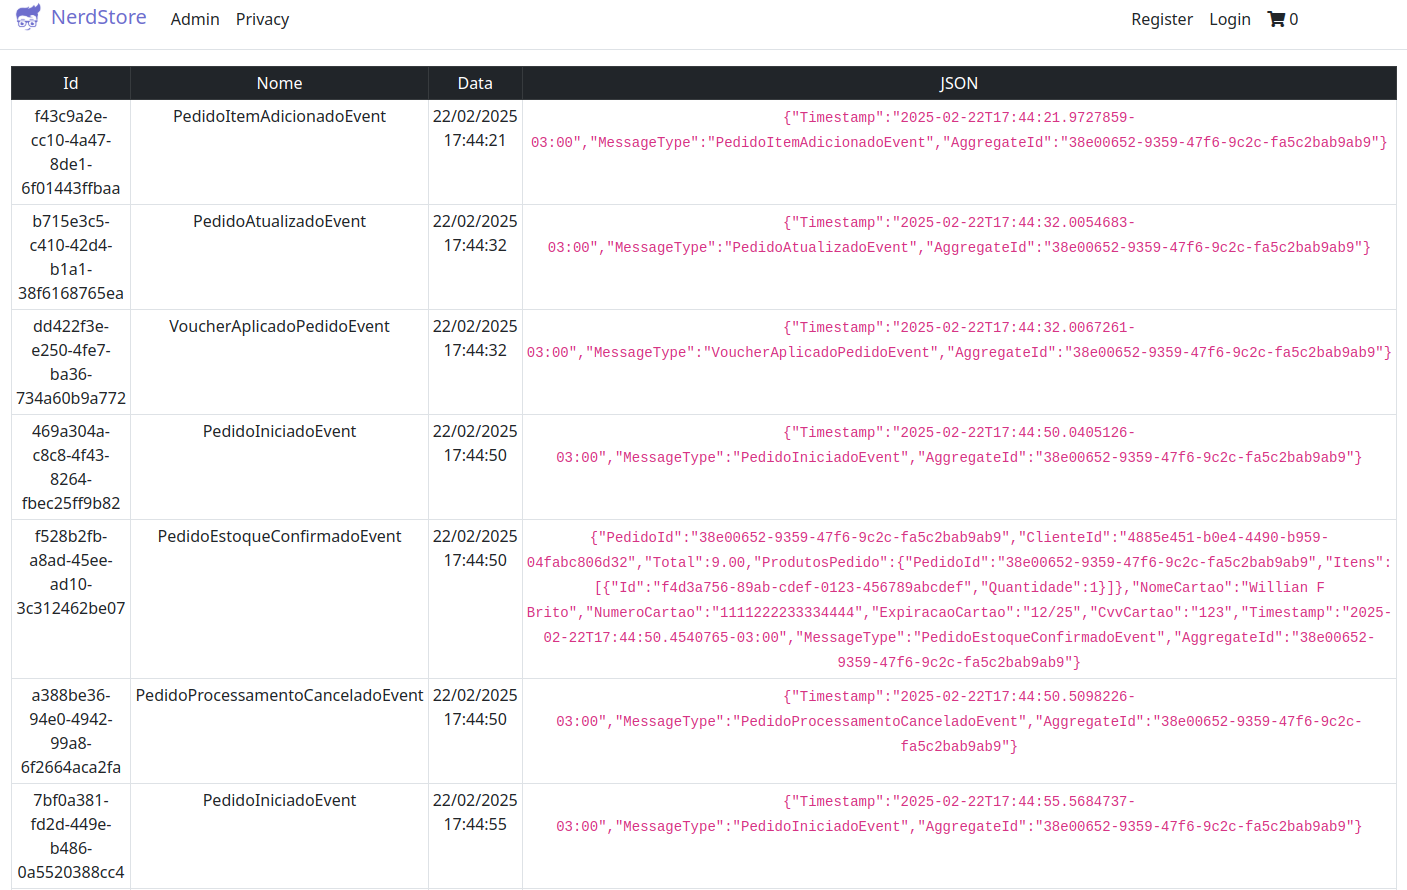 NerdStore Admin Privacy Register Login 0
Id Nome Data JSON
f43c9a2e-
cc10-4a47-
8de1-
6f01443ffbaa
PedidoItemAdicionadoEvent
22/02/2025
17:44:21
{"Timestamp":"2025-02-22T17:44:21.9727859-
03:00","MessageType":"PedidoItemAdicionadoEvent","AggregateId":"38e00652-9359-47f6-9c2c-fa5c2bab9ab9"}
b715e3c5-
c410-42d4-
b1a1-
38f6168765ea
PedidoAtualizadoEvent
22/02/2025
17:44:32
{"Timestamp":"2025-02-22T17:44:32.0054683-
03:00","MessageType":"PedidoAtualizadoEvent","AggregateId":"38e00652-9359-47f6-9c2c-fa5c2bab9ab9"}
dd422f3e-
e250-4fe7-
ba36-
734a60b9a772
VoucherAplicadoPedidoEvent
22/02/2025
17:44:32
{"Timestamp":"2025-02-22T17:44:32.0067261-
03:00","MessageType":"VoucherAplicadoPedidoEvent","AggregateId":"38e00652-9359-47f6-9c2c-fa5c2bab9ab9"}
469a304a-
c8c8-4f43-
8264-
fbec25ff9b82
PedidoIniciadoEvent
22/02/2025
17:44:50
{"Timestamp":"2025-02-22T17:44:50.0405126-
03:00","MessageType":"PedidoIniciadoEvent","AggregateId":"38e00652-9359-47f6-9c2c-fa5c2bab9ab9"}
f528b2fb-
a8ad-45ee-
ad10-
3c312462be07
PedidoEstoqueConfirmadoEvent
22/02/2025
17:44:50
{"PedidoId":"38e00652-9359-47f6-9c2c-fa5c2bab9ab9","ClienteId":"4885e451-b0e4-4490-b959-
04fabc806d32","Total":9.00,"ProdutosPedido":{"PedidoId":"38e00652-9359-47f6-9c2c-fa5c2bab9ab9","Itens":
[{"Id":"f4d3a756-89ab-cdef-0123-456789abcdef","Quantidade":1}]},"NomeCartao":"Willian F
Brito","NumeroCartao":"1111222233334444","ExpiracaoCartao":"12/25","CvvCartao":"123","Timestamp":"2025-
02-22T17:44:50.4540765-03:00","MessageType":"PedidoEstoqueConfirmadoEvent","AggregateId":"38e00652-
9359-47f6-9c2c-fa5c2bab9ab9"}
a388be36-
94e0-4942-
99a8-
6f2664aca2fa
PedidoProcessamentoCanceladoEvent
22/02/2025
17:44:50
{"Timestamp":"2025-02-22T17:44:50.5098226-
03:00","MessageType":"PedidoProcessamentoCanceladoEvent","AggregateId":"38e00652-9359-47f6-9c2c-
fa5c2bab9ab9"}
7bf0a381-
fd2d-449e-
b486-
0a5520388cc4
PedidoIniciadoEvent
22/02/2025
17:44:55
{"Timestamp":"2025-02-22T17:44:55.5684737-
03:00","MessageType":"PedidoIniciadoEvent","AggregateId":"38e00652-9359-47f6-9c2c-fa5c2bab9ab9"}